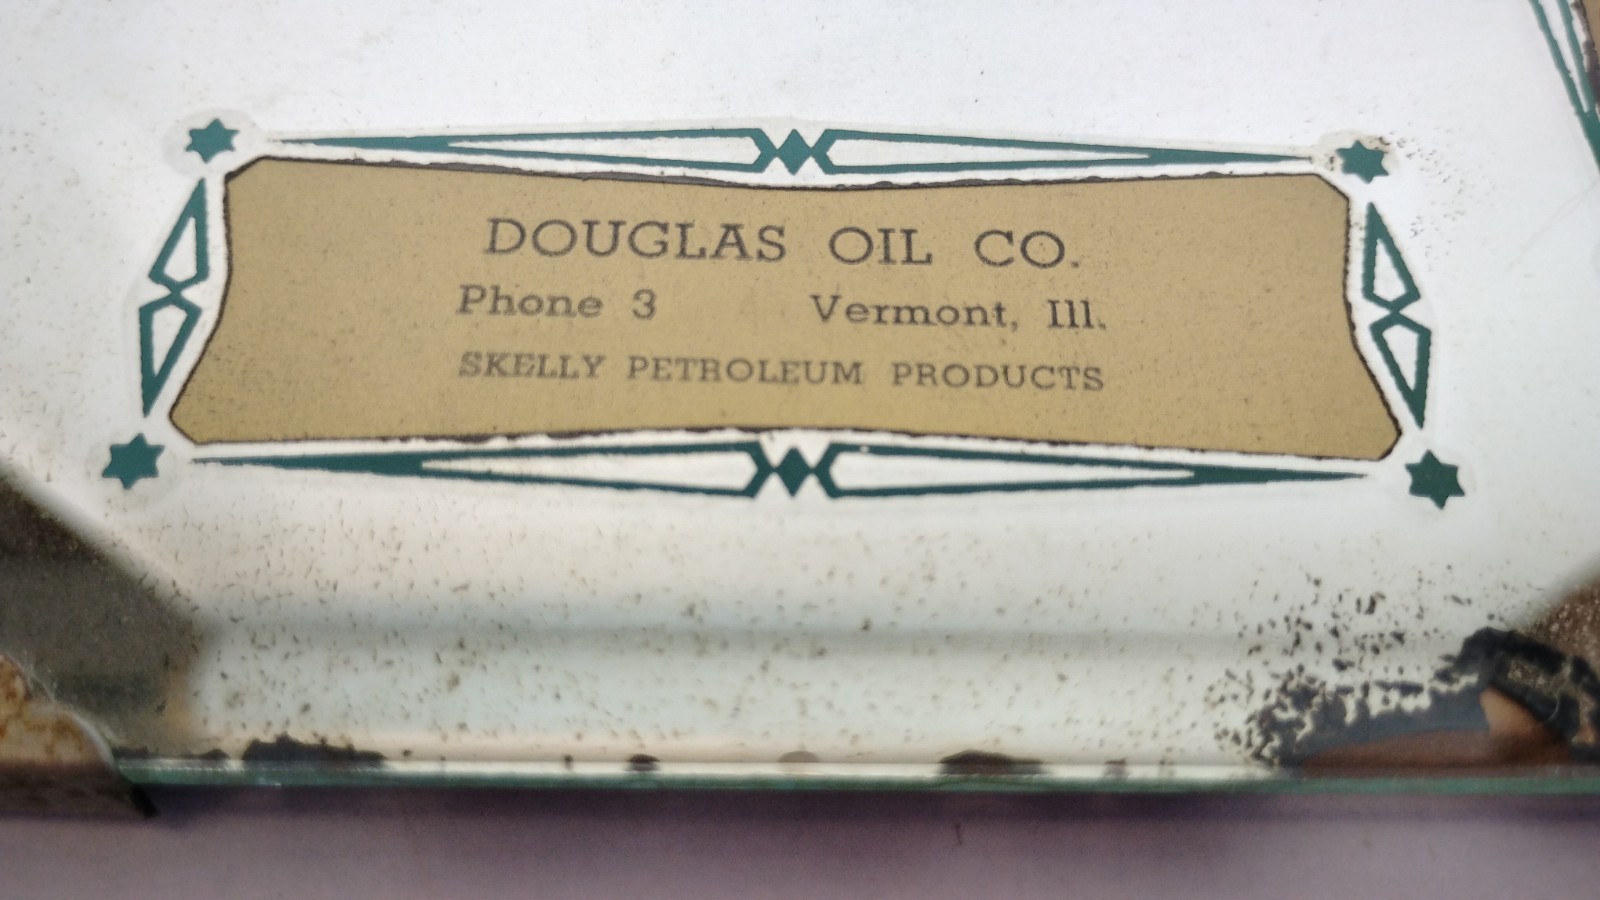 DOUGLAS OIL CO.
Phone 3 Vermont, Ill.
SKELLY PETROLEUM PRODUCTS